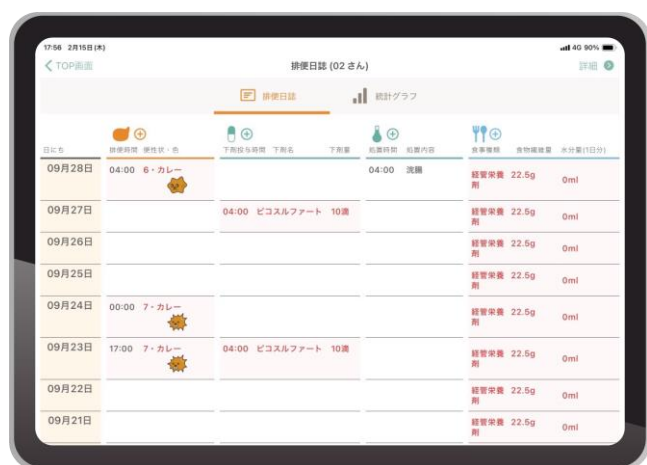 17:56 2月15日(木) 4G 90%
TOP画面 排便日誌 (02 さん) 詳細
排便日誌 統計グラフ
日にち 排便時間 便性状・色 下剤投与時間 下剤名 下剤量 処置時間 処置内容 食事種類 食物繊維量 水分量(1日分)
09月28日 04:00 6・カレー 04:00 浣腸 経管栄養 22.5g 0ml
剤
09月27日 04:00 ピコスルファート 10滴 経管栄養 22.5g 0ml
剤
09月26日 経管栄養 22.5g 0ml
剤
09月25日 経管栄養 22.5g 0ml
剤
09月24日 00:00 7・カレー 経管栄養 22.5g 0ml
剤
09月23日 17:00 7・カレー 04:00 ピコスルファート 10滴 経管栄養 22.5g 0ml
剤
09月22日 経管栄養 22.5g 0ml
剤
09月21日 経管栄養 22.5g 0ml
剤